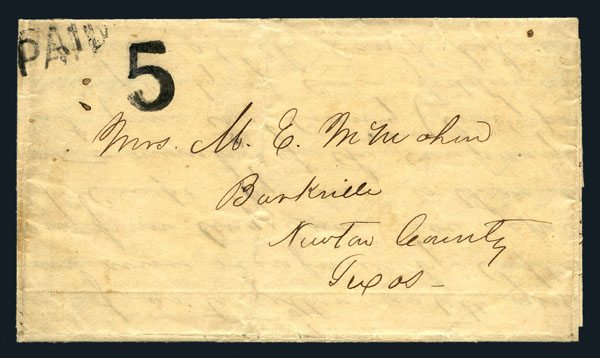 PAID
5
Mrs. M. E. McMahon
Burkville
Newton County
Texas